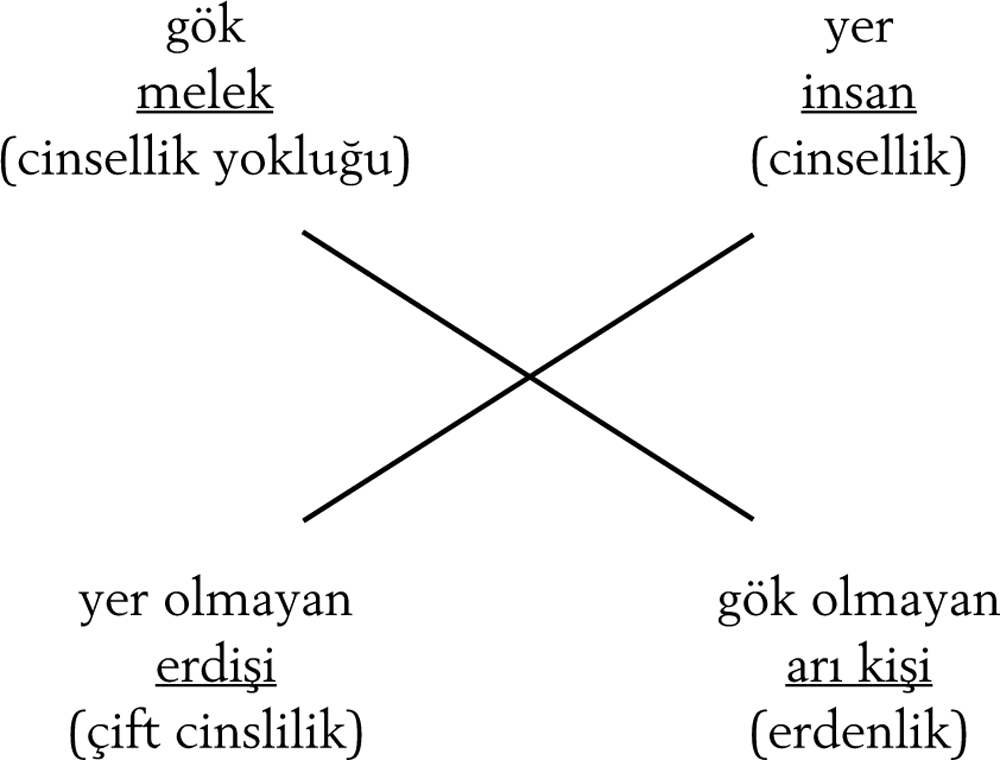 gök
melek
(cinsellik yokluğu)
yer
insan
(cinsellik)
yer olmayan
erdişi
(çift cinslilik)
gök olmayan
arı kişi
(erdenlik)